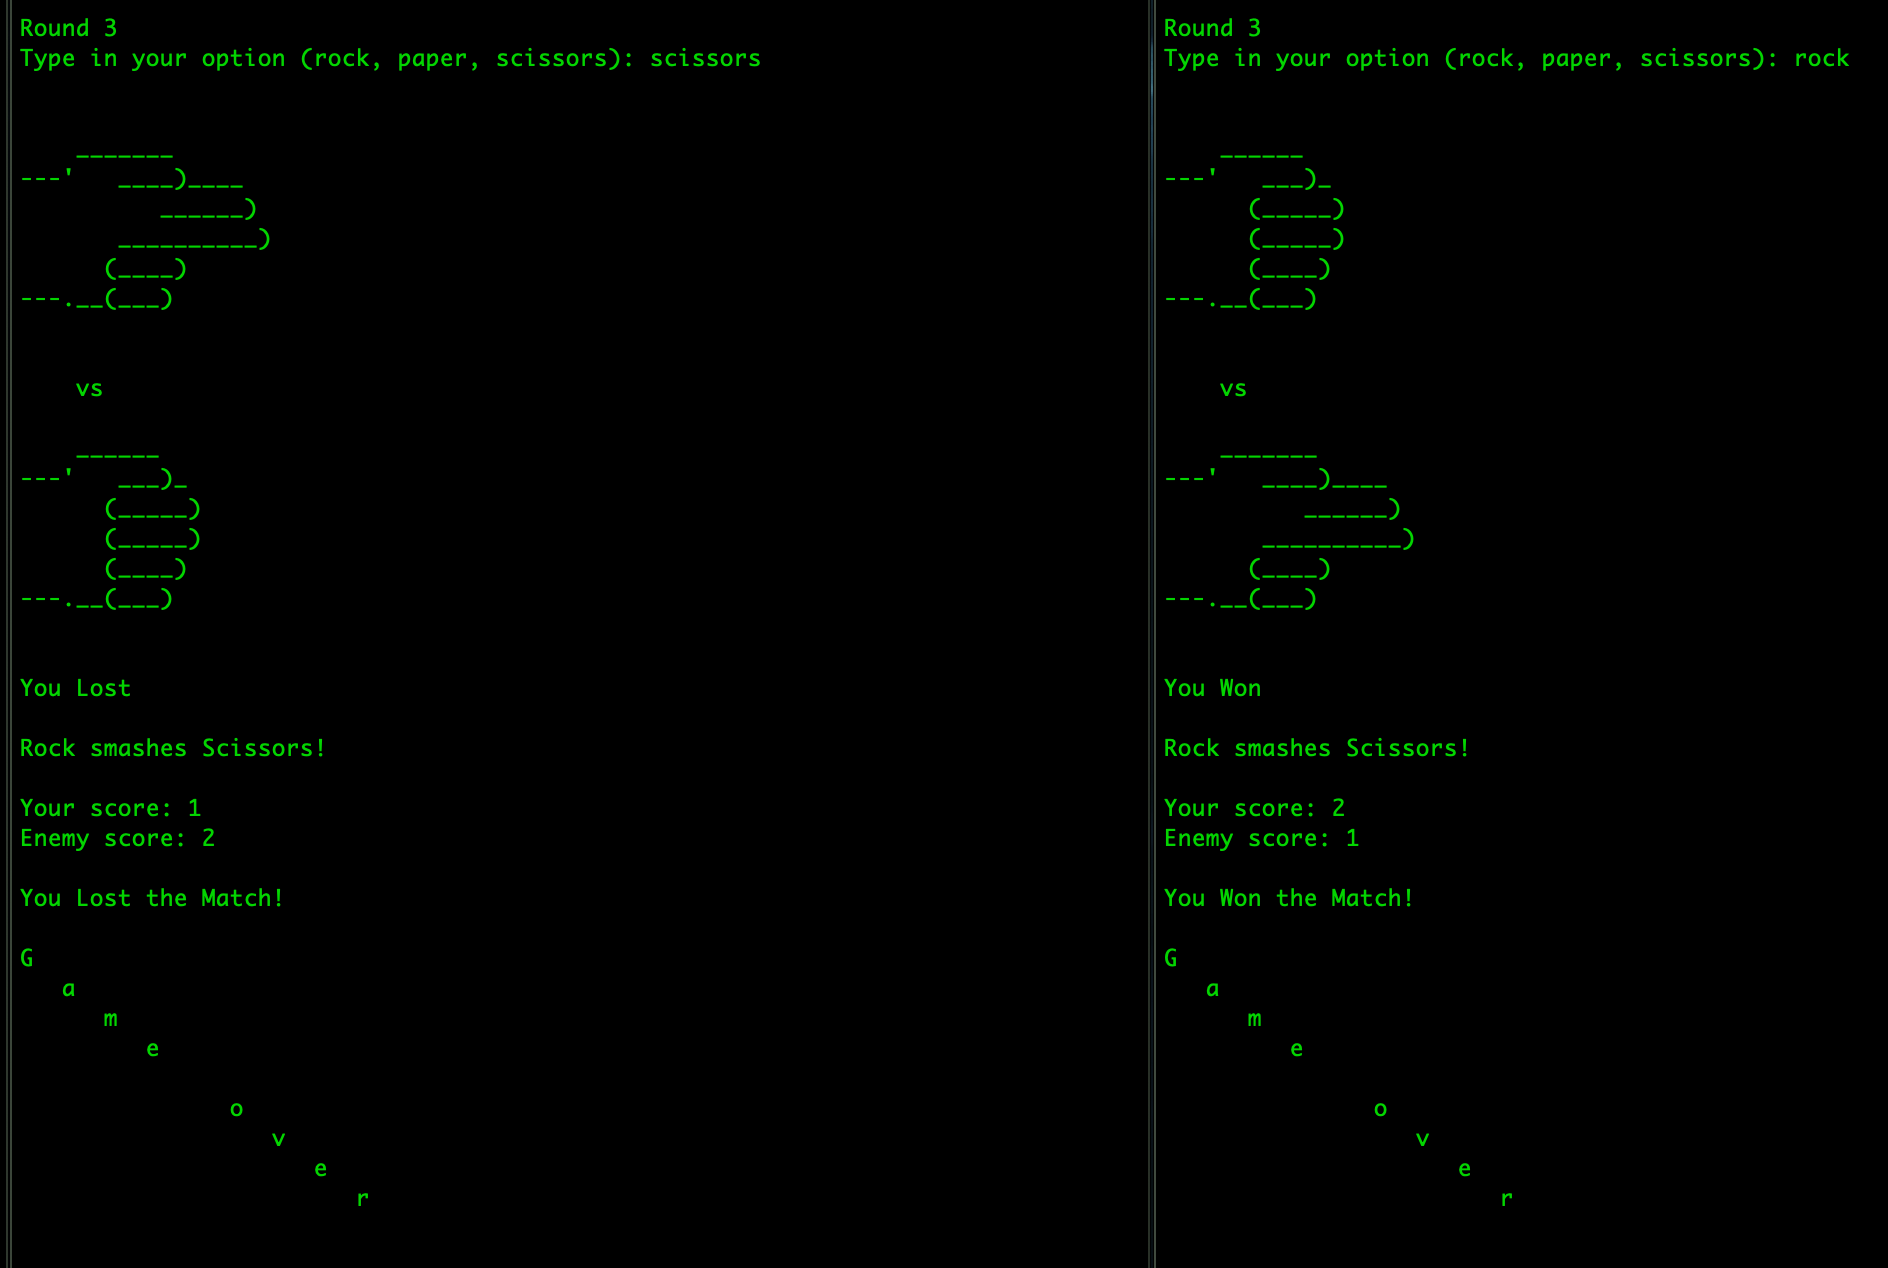 Round 3
Type in your option (rock, paper, scissors): scissors
    _______
---'   ____)____
          ______)
       __________)
      (____)
---.__(___)
    vs
    ______
---'   ___)_
      (_____)
      (_____)
      (____)
---.__(___)
You Lost
Rock smashes Scissors!
Your score: 1
Enemy score: 2
You Lost the Match!
G
   a
      m
         e
               o
                  v
                     e
                        r
Round 3
Type in your option (rock, paper, scissors): rock
    ______
---'   ___)_
      (_____)
      (_____)
      (____)
---.__(___)
    vs
    _______
---'   ____)____
          ______)
       __________)
      (____)
---.__(___)
You Won
Rock smashes Scissors!
Your score: 2
Enemy score: 1
You Won the Match!
G
   a
      m
         e
               o
                  v
                     e
                        r